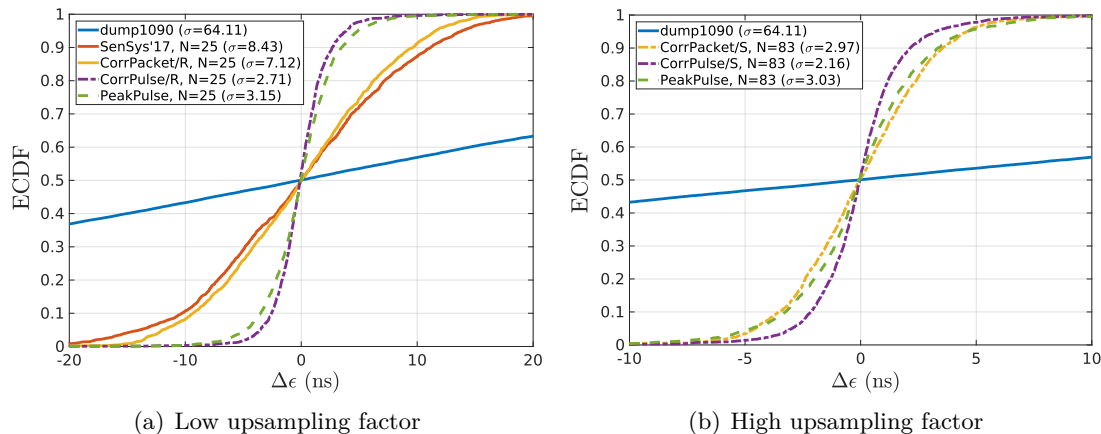 1
0.9
0.8
0.7
0.6
0.5
0.4
0.3
0.2
0.1
0
ECDF
dump1090 (σ=64.11)
SenSys'17, N=25 (σ=8.43)
CorrPacket/R, N=25 (σ=7.12)
CorrPulse/R, N=25 (σ=2.71)
PeakPulse, N=25 (σ=3.15)
-20 -10 0 10 20
Δϵ (ns)
(a) Low upsampling factor
1
0.9
0.8
0.7
0.6
0.5
0.4
0.3
0.2
0.1
0
ECDF
dump1090 (σ=64.11)
CorrPacket/S, N=83 (σ=2.97)
CorrPulse/S, N=83 (σ=2.16)
PeakPulse, N=83 (σ=3.03)
-10 -5 0 5 10
Δϵ (ns)
(b) High upsampling factor